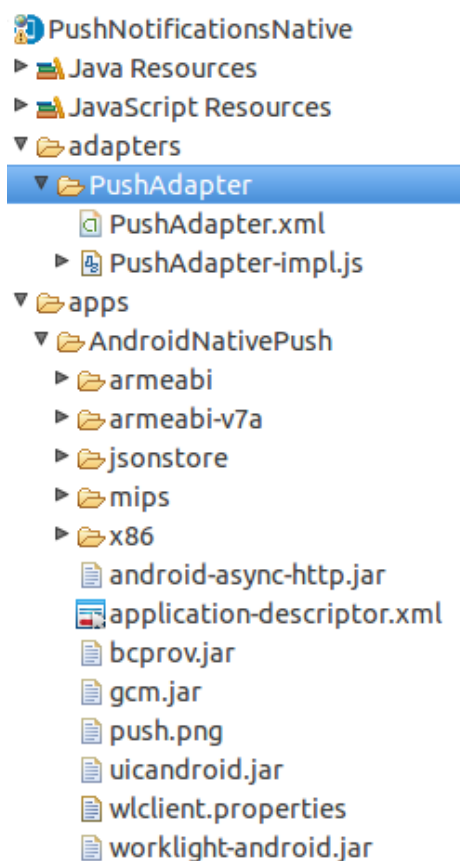 PushNotificationsNative
Java Resources
JavaScript Resources
adapters
PushAdapter
PushAdapter.xml
PushAdapter-impl.js
apps
AndroidNativePush
armeabi
armeabi-v7a
jsonstore
mips
x86
android-async-http.jar
application-descriptor.xml
bcprov.jar
gcm.jar
push.png
uicandroid.jar
wlclient.properties
worklight-android.jar